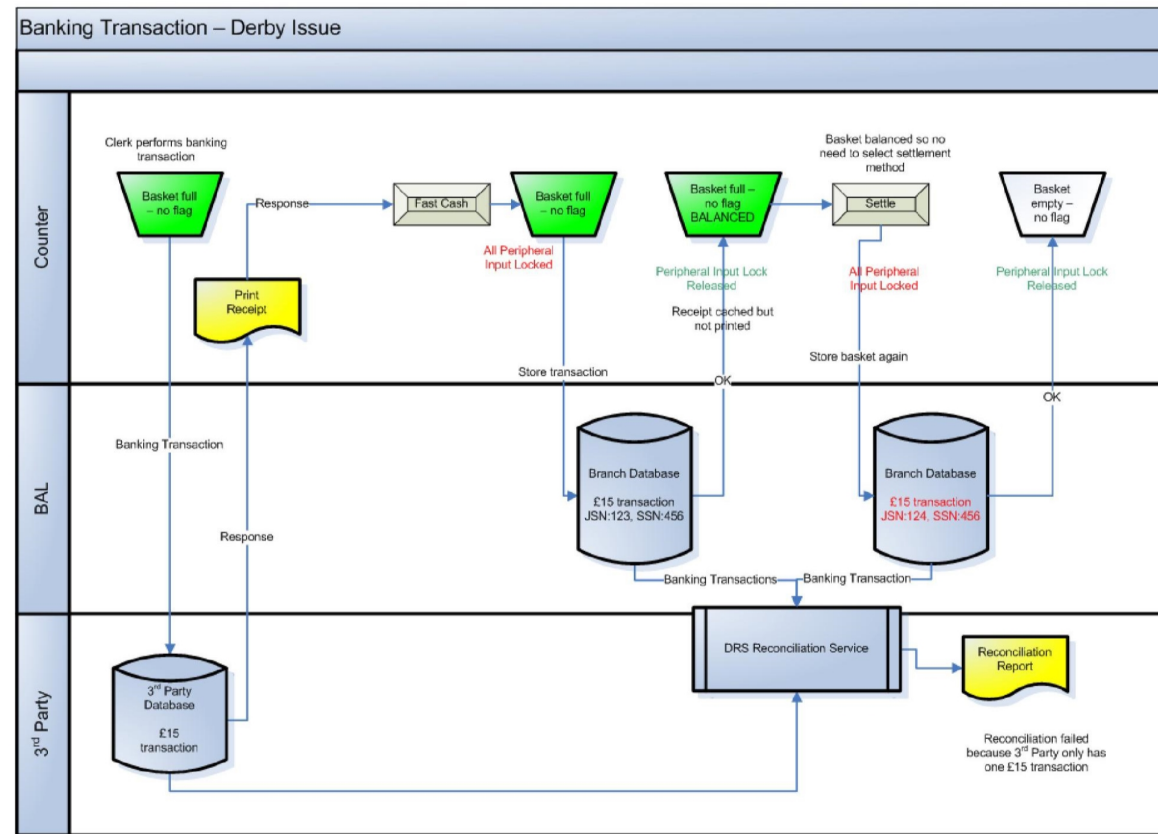 Banking Transaction – Derby Issue
Counter
Clerk performs banking
transaction
Basket full
– no flag
Response
Print
Receipt
Fast Cash
Basket full
– no flag
All Peripheral
Input Locked
Store transaction
Basket full –
no flag
BALANCED
Peripheral Input Lock
Released
Receipt cached but
not printed
OK
Basket balanced so no
need to select settlement
method
Settle
All Peripheral
Input Locked
Store basket again
Basket
empty –
no flag
Peripheral Input Lock
Released
OK
BAL
Banking Transaction
Response
Branch Database
£15 transaction
JSN:123, SSN:456
Branch Database
£15 transaction
JSN:124, SSN:456
Banking Transactions
Banking Transaction
3rd Party
3rd Party
Database
£15
transaction
DRS Reconciliation Service
Reconciliation
Report
Reconciliation failed
because 3rd Party only has
one £15 transaction